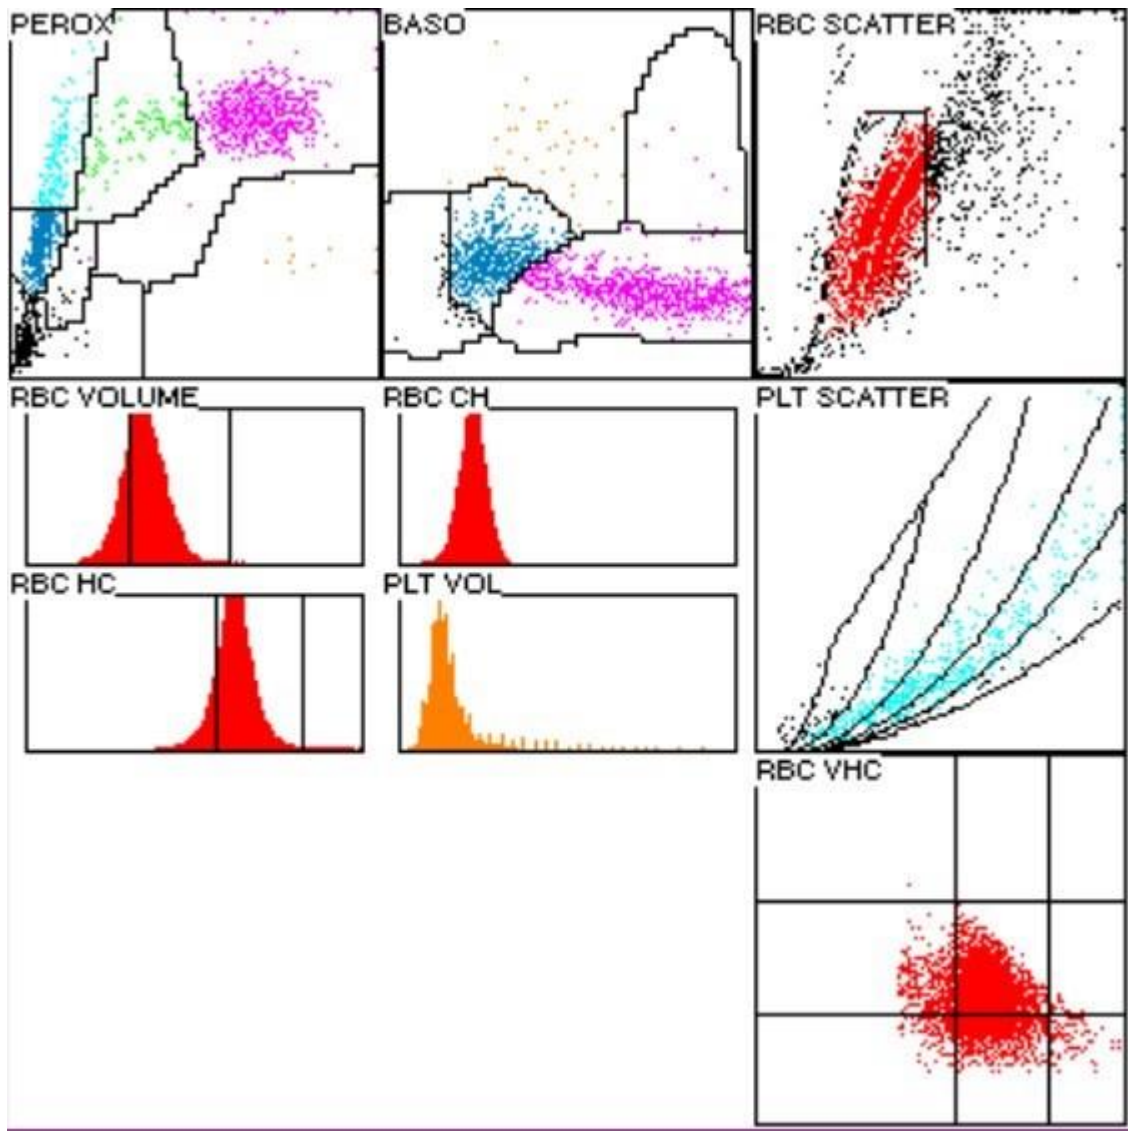 PEROX
BASO
RBC SCATTER
RBC VOLUME
RBC CH
PLT SCATTER
RBC HC
PLT VOL
RBC VHC